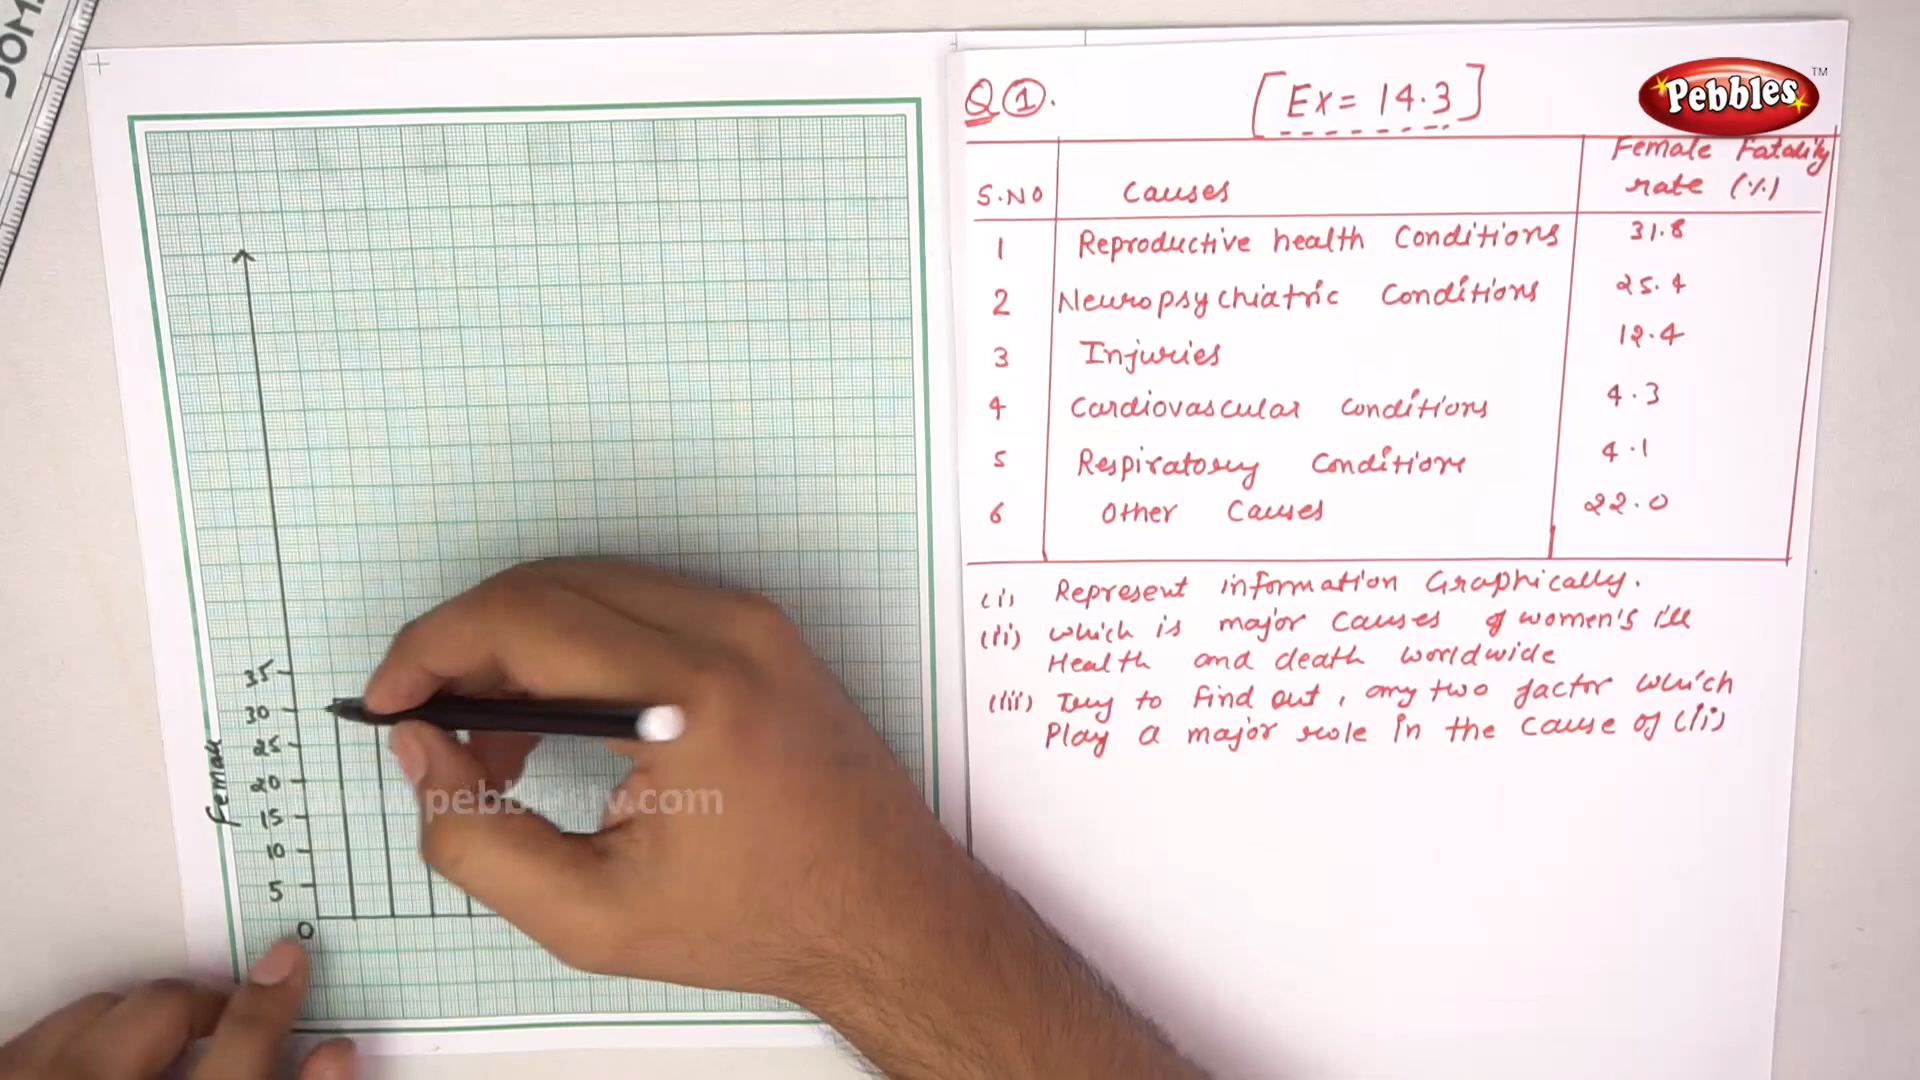 JOM
Q ①.
[Ex= 14.3]
Pebbles TM
S.NO Causes Female Fatality rate (%)
1 Reproductive health Conditions 31.8
2 Neuropsychiatric Conditions 25.4
3 Injuries 12.4
4 Cardiovascular Conditions 4.3
5 Respiratory Conditions 4.1
6 Other Causes 22.0
(i) Represent information Graphically.
(ii) which is major causes of women's ill
Health and death worldwide
(iii) Try to find out, any two factor which
Play a major role in the cause of (ii)
35
30
25
20
15
10
5
0
Female